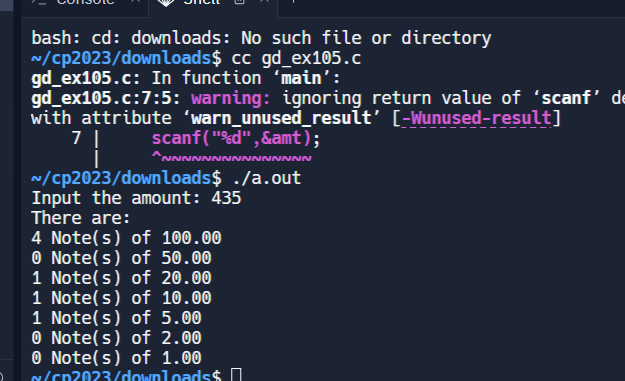 Console
Shell
bash: cd: downloads: No such file or directory
~/cp2023/downloads$ cc gd_ex105.c
gd_ex105.c: In function ‘main’:
gd_ex105.c:7:5: warning: ignoring return value of ‘scanf’ de
with attribute ‘warn_unused_result’ [-Wunused-result]
7 | scanf("%d",&amt);
| ^~~~~~~~~~~~~~~~
~/cp2023/downloads$ ./a.out
Input the amount: 435
There are:
4 Note(s) of 100.00
0 Note(s) of 50.00
1 Note(s) of 20.00
1 Note(s) of 10.00
1 Note(s) of 5.00
0 Note(s) of 2.00
0 Note(s) of 1.00
~/cp2023/downloads$